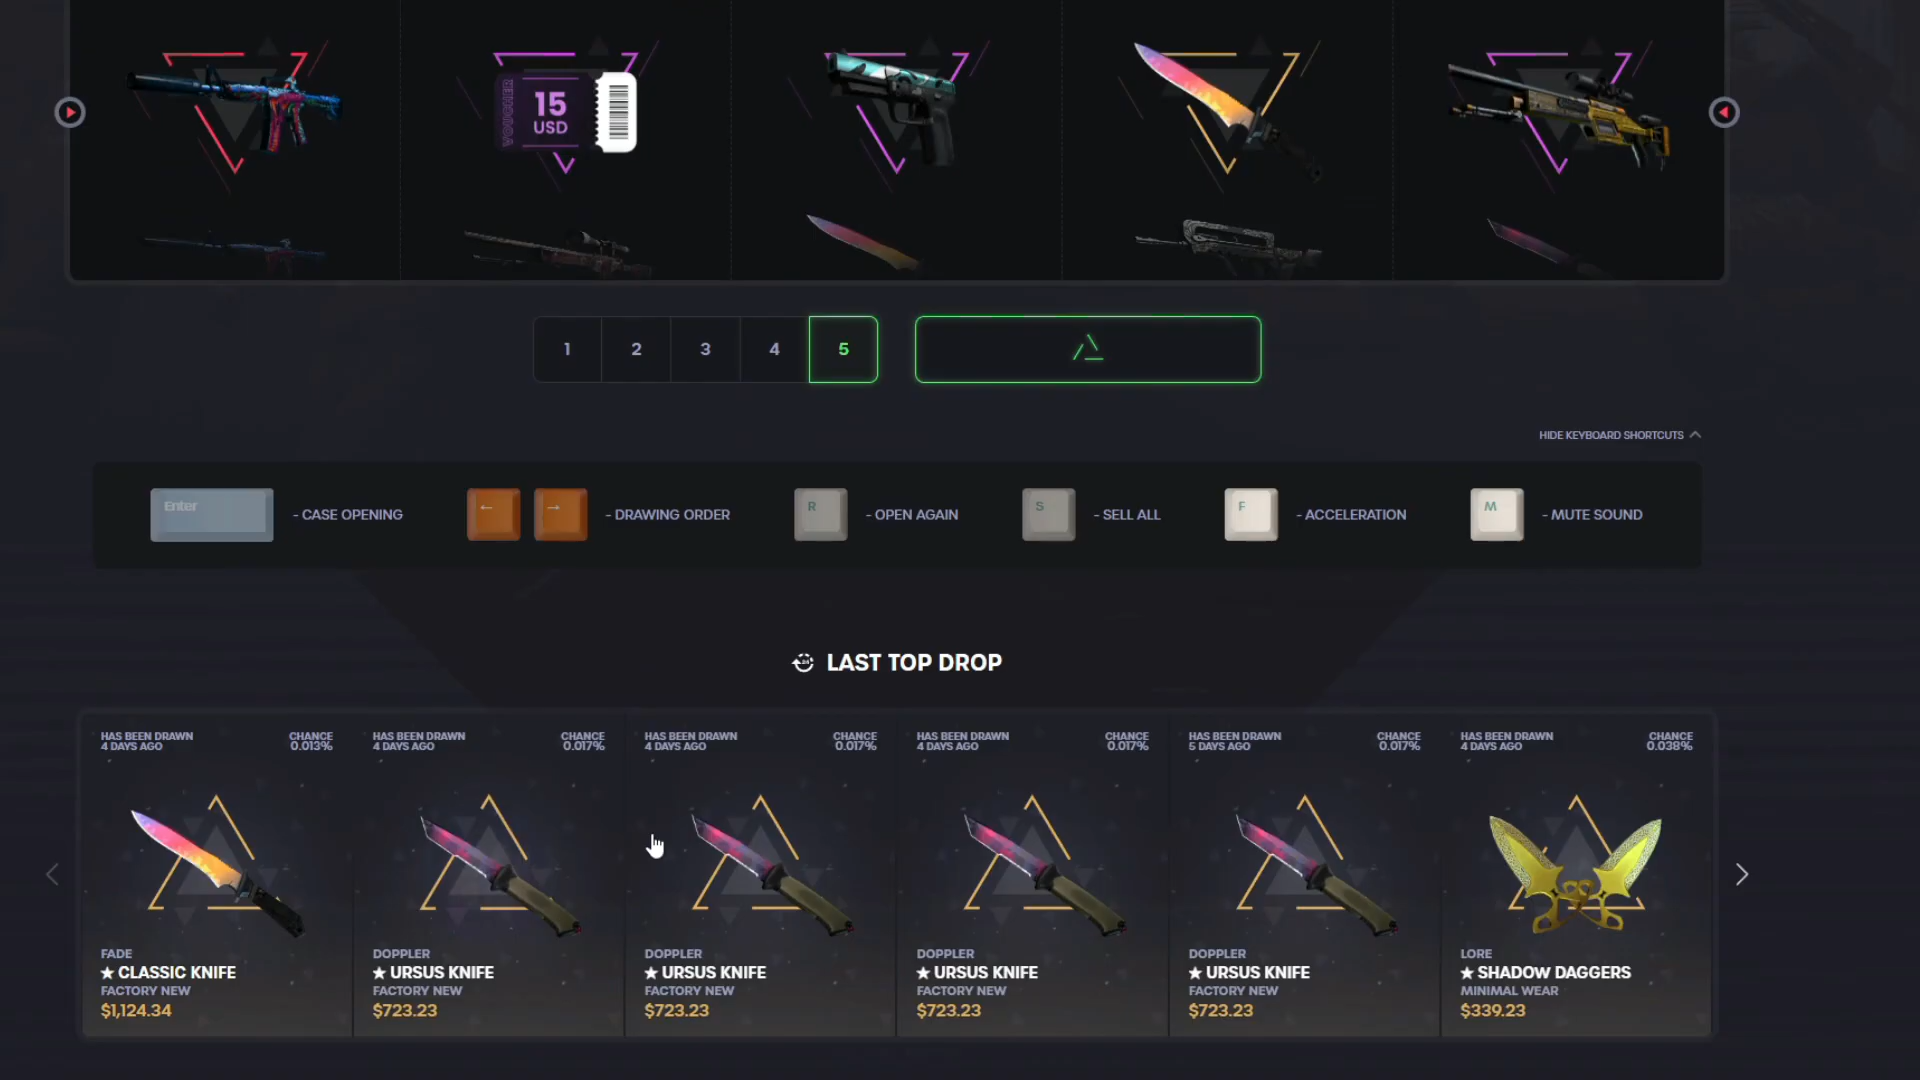 VOUCHER
15
USD
1
2
3
4
5
HIDE KEYBOARD SHORTCUTS
Enter
- CASE OPENING
←
→
- DRAWING ORDER
R
- OPEN AGAIN
S
- SELL ALL
F
- ACCELERATION
M
- MUTE SOUND
LAST TOP DROP
HAS BEEN DRAWN
4 DAYS AGO
CHANCE
0.013%
FADE
★ CLASSIC KNIFE
FACTORY NEW
$1,124.34
HAS BEEN DRAWN
4 DAYS AGO
CHANCE
0.017%
DOPPLER
★ URSUS KNIFE
FACTORY NEW
$723.23
HAS BEEN DRAWN
4 DAYS AGO
CHANCE
0.017%
DOPPLER
★ URSUS KNIFE
FACTORY NEW
$723.23
HAS BEEN DRAWN
4 DAYS AGO
CHANCE
0.017%
DOPPLER
★ URSUS KNIFE
FACTORY NEW
$723.23
HAS BEEN DRAWN
5 DAYS AGO
CHANCE
0.017%
DOPPLER
★ URSUS KNIFE
FACTORY NEW
$723.23
HAS BEEN DRAWN
4 DAYS AGO
CHANCE
0.038%
LORE
★ SHADOW DAGGERS
MINIMAL WEAR
$339.23